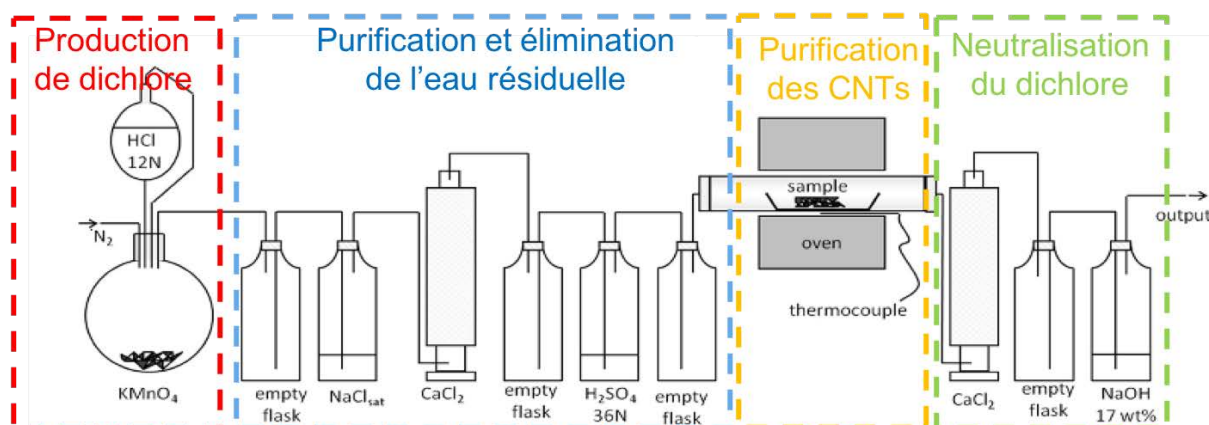 Production
de dichlore
Purification et élimination
de l'eau résiduelle
Purification
des CNTs
Neutralisation
du dichlore
HCl
12N
N₂
KMnO₄
empty
flask
NaClsat
CaCl₂
empty
flask
H₂SO₄
36N
empty
flask
sample
oven
thermocouple
CaCl₂
empty
flask
NaOH
17 wt%
output